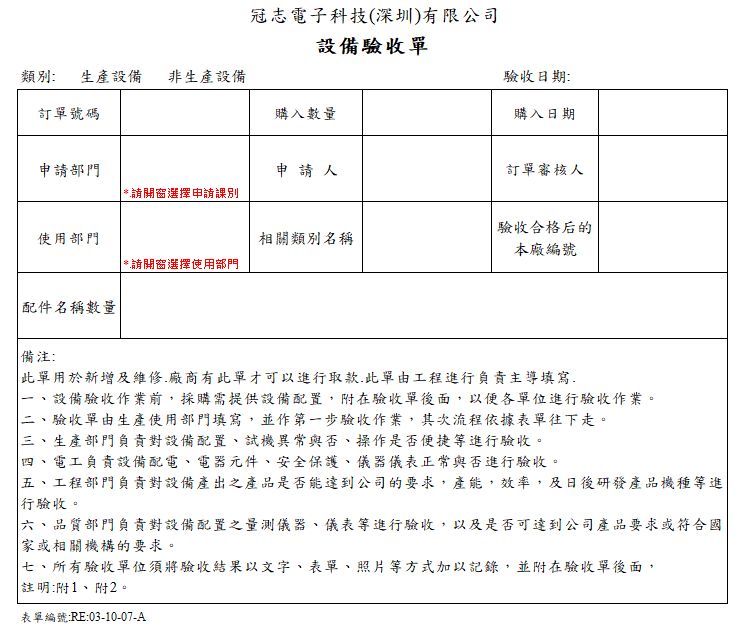 冠志電子科技(深圳)有限公司
設備驗收單
類別: 生產設備 非生產設備 驗收日期:
訂單號碼 購入數量 購入日期
申請部門 *.請開窗選擇申請課別 申 請 人 訂單審核人
使用部門 *.請開窗選擇使用部門 相關類別名稱 驗收合格后的
本廠編號
配件名稱數量
備注:
此單用於新增及維修.廠商有此單才可以進行取款.此單由工程進行負責主導填寫.
一、設備驗收作業前，採購需提供設備配置，附在驗收單後面，以便各單位進行驗收作業。
二、驗收單由生產使用部門填寫，並作第一步驗收作業，其次流程依據表單往下走。
三、生產部門負責對設備配置、試機異常與否、操作是否便捷等進行驗收。
四、電工負責設備配電、電器元件、安全保護、儀器儀表正常與否進行驗收。
五、工程部門負責對設備產出之產品是否能達到公司的要求，產能，效率，及日後研發產品機種等進
行驗收。
六、品質部門負責對設備配置之量測儀器、儀表等進行驗收，以及是否可達到公司產品要求或符合國
家或相關機構的要求。
七、所有驗收單位須將驗收結果以文字、表單、照片等方式加以記錄，並附在驗收單後面，
註明:附1、附2。
表單編號:RE:03-10-07-A